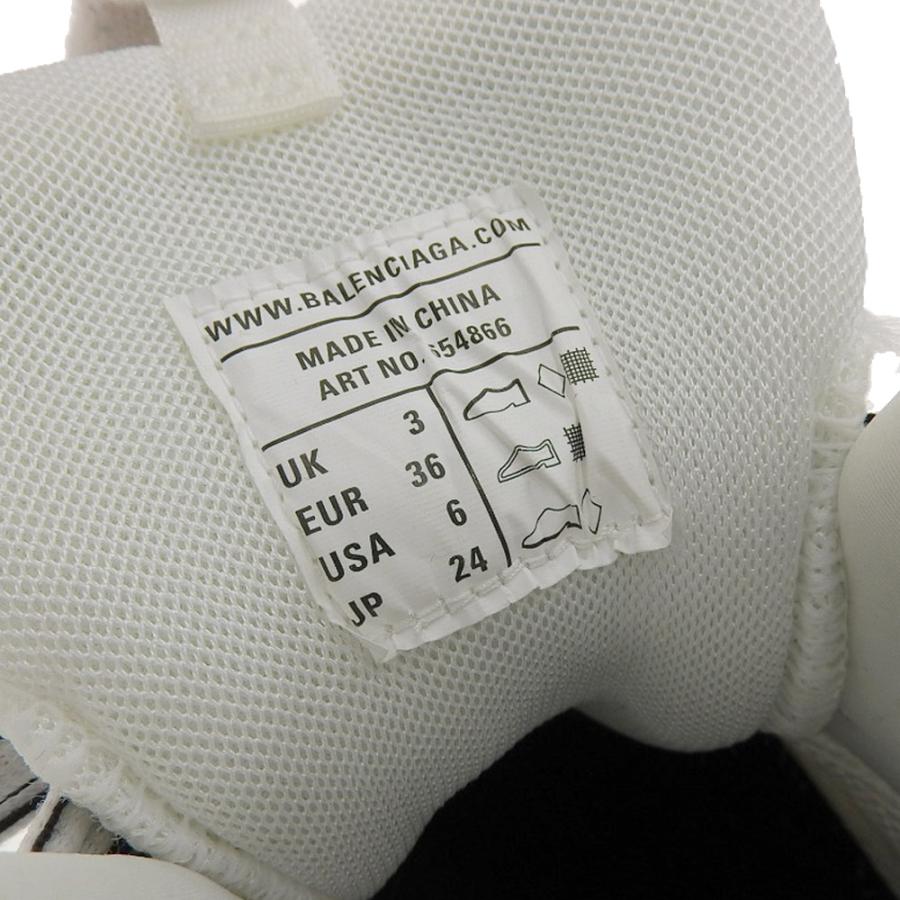 WWW.BALENCIAGA.COM
MADE IN CHINA
ART NO. 654866
UK 3
EUR 36
USA 6
JP 24